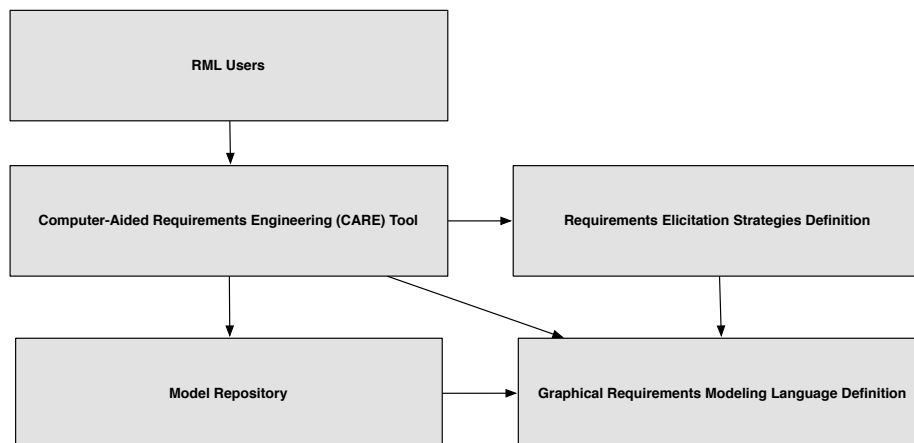 RML Users
Computer-Aided Requirements Engineering (CARE) Tool
Requirements Elicitation Strategies Definition
Model Repository
Graphical Requirements Modeling Language Definition